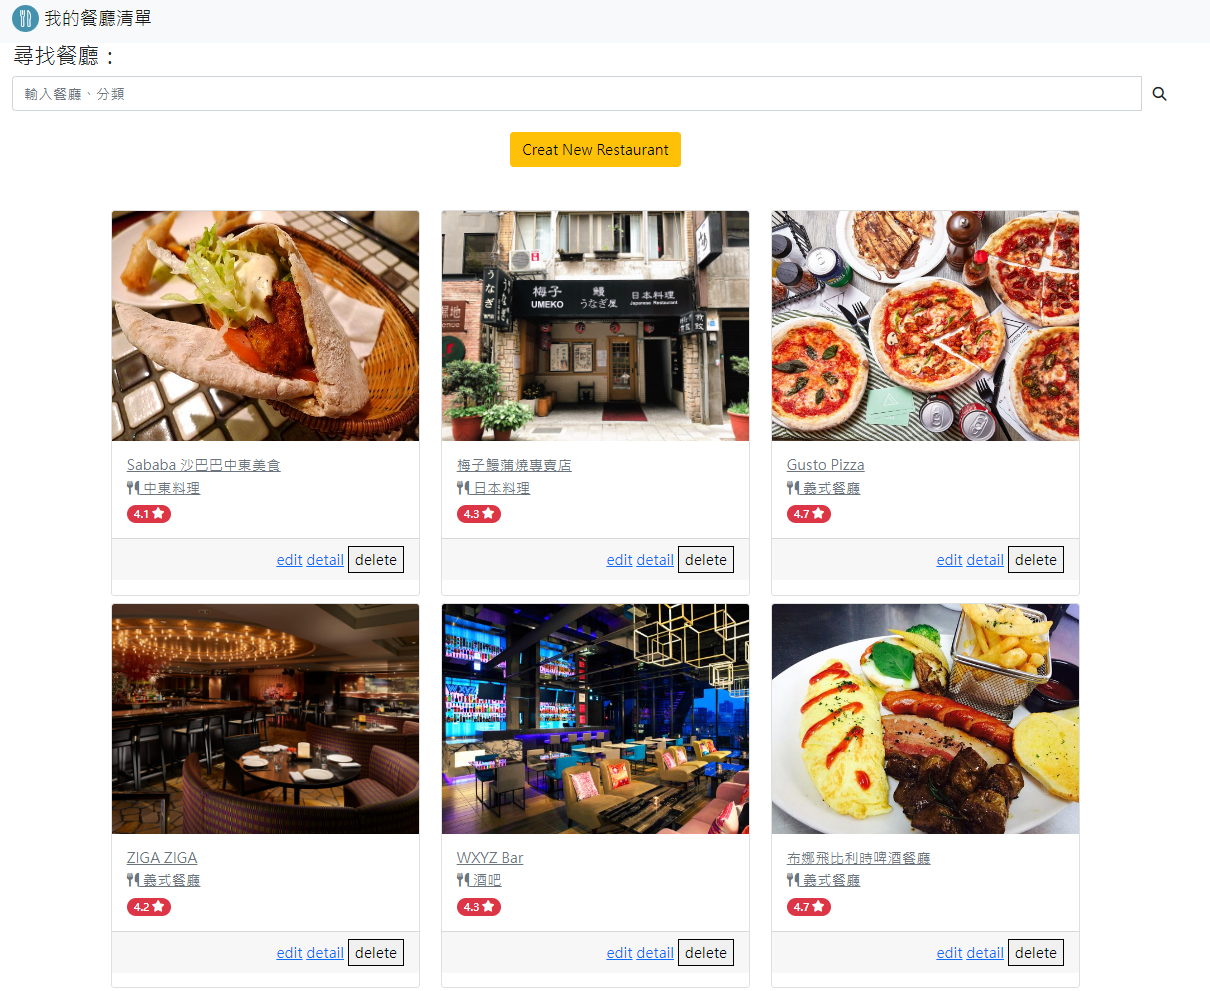 我的餐廳清單
尋找餐廳：
輸入餐廳、分類
Creat New Restaurant
うなぎ
梅子
UMEKO
鰻
うなぎ屋
日本料理
Japanese Restaurant
梅
Sababa 沙巴巴中東美食
中東料理
4.1
edit detail delete
梅子鰻蒲燒專賣店
日本料理
4.3
edit detail delete
Gusto Pizza
義式餐廳
4.7
edit detail delete
WXYZ
ZIGA ZIGA
義式餐廳
4.2
edit detail delete
WXYZ Bar
酒吧
4.3
edit detail delete
布娜飛比利時啤酒餐廳
義式餐廳
4.7
edit detail delete